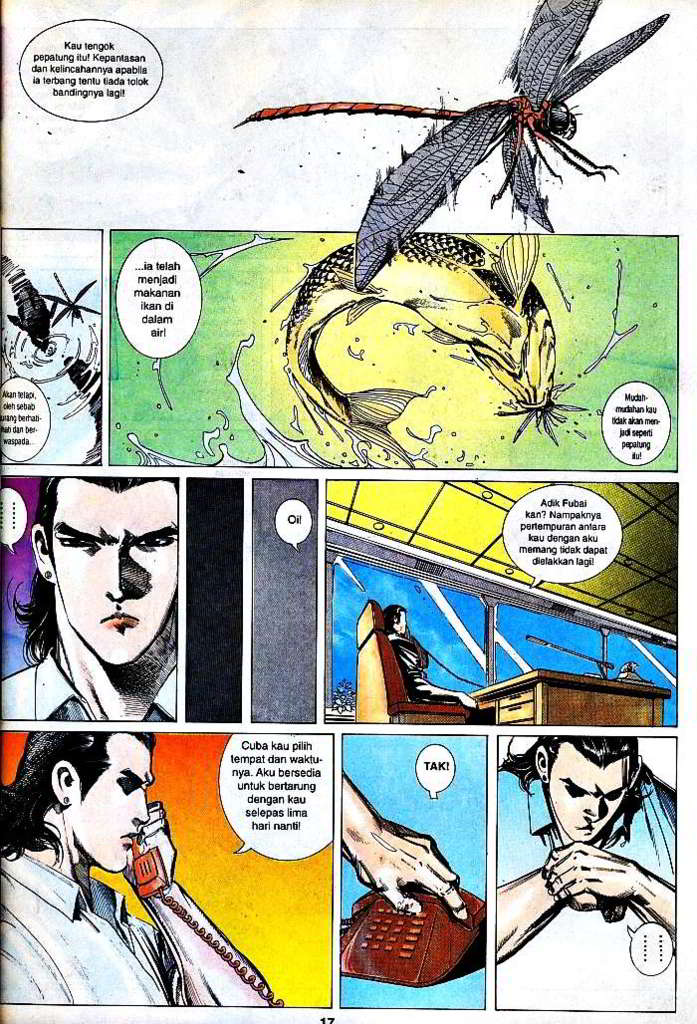 Kau tengok
pepatung itu! Kepantasan
dan kelincahannya apabila
ia terbang tentu tiada tolok
bandingnya lagi!
Akan tetapi,
oleh sebab
kurang berhati-
hati dan ber-
waspada...
...ia telah
menjadi
makanan
ikan di
dalam
air!
Mudah-
mudahan kau
tidak akan men-
jadi seperti
pepatung
itu!
Oi!
Adik Fubai
kan? Nampaknya
pertempuran antara
kau dengan aku
memang tidak dapat
dielakkan lagi!
Cuba kau pilih
tempat dan waktu-
nya. Aku bersedia
untuk bertarung
dengan kau
selepas lima
hari nanti!
TAK!
17